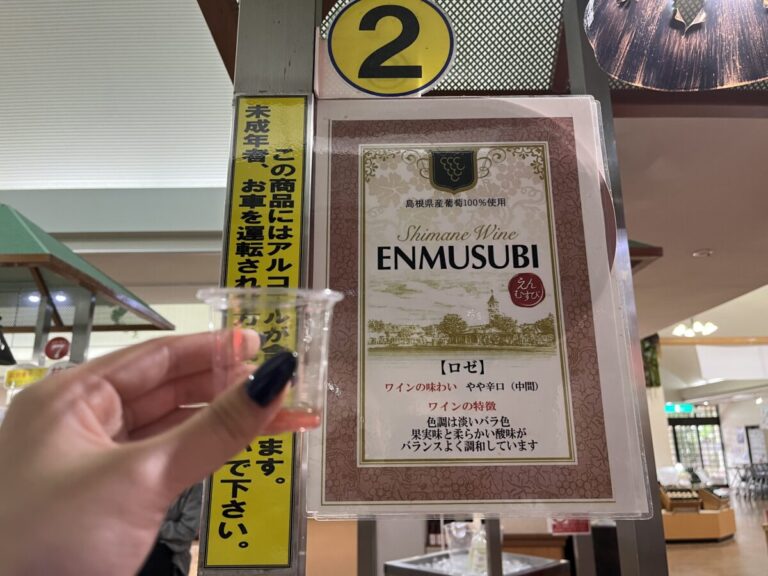 2
島根県産葡萄100%使用
Shimane Wine
ENMUSUBI
えん
むすび
【ロゼ】
ワインの味わい やや辛口(中間)
ワインの特徴
色調は淡いバラ色
果実味と柔らかい酸味が
バランスよく調和しています
この商品にはアルコールが
ます。
未成年者、お車を運転され
で下さい。
7